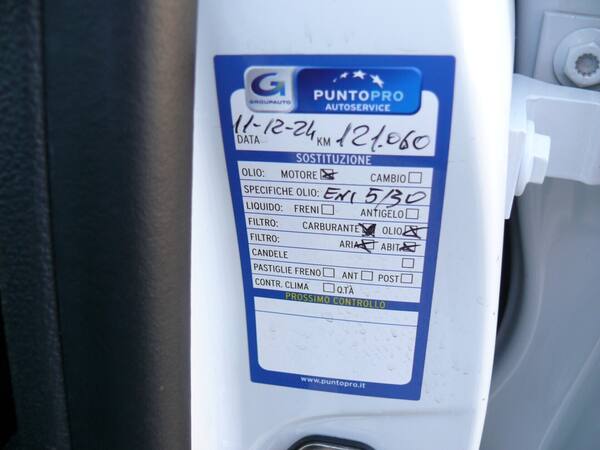 G GROUPAUTO
PUNTOPRO
AUTOSERVICE
11-12-24 121.060
DATA KM
SOSTITUZIONE
OLIO: MOTORE CAMBIO
SPECIFICHE OLIO: ENI 5/30
LIQUIDO: FRENI ANTIGELO
FILTRO: CARBURANTE OLIO
FILTRO: ARIA ABIT.
CANDELE
PASTIGLIE FRENO ANT POST
CONTR. CLIMA Q.TÀ
PROSSIMO CONTROLLO
www.puntopro.it